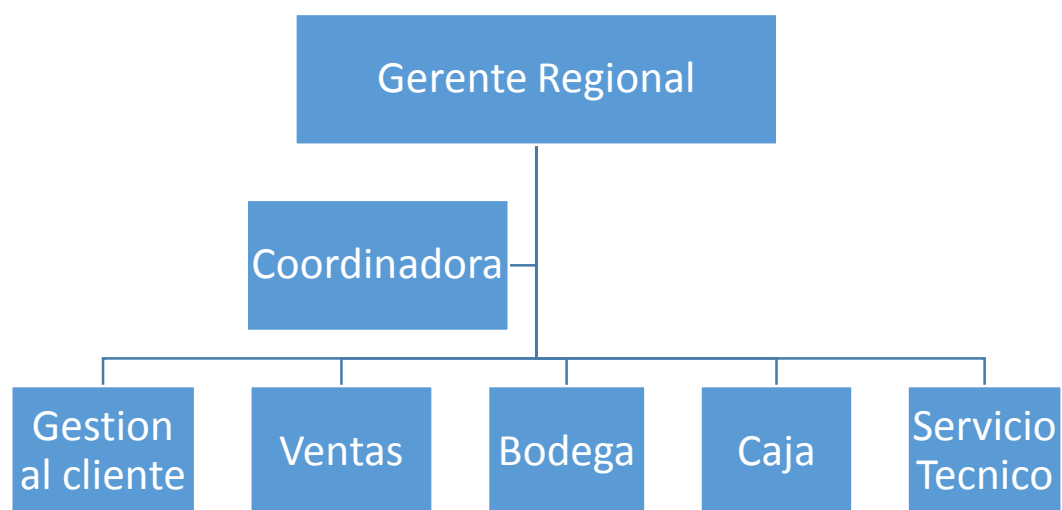 Gerente Regional
Coordinadora
Gestion
al cliente
Ventas
Bodega
Caja
Servicio
Tecnico